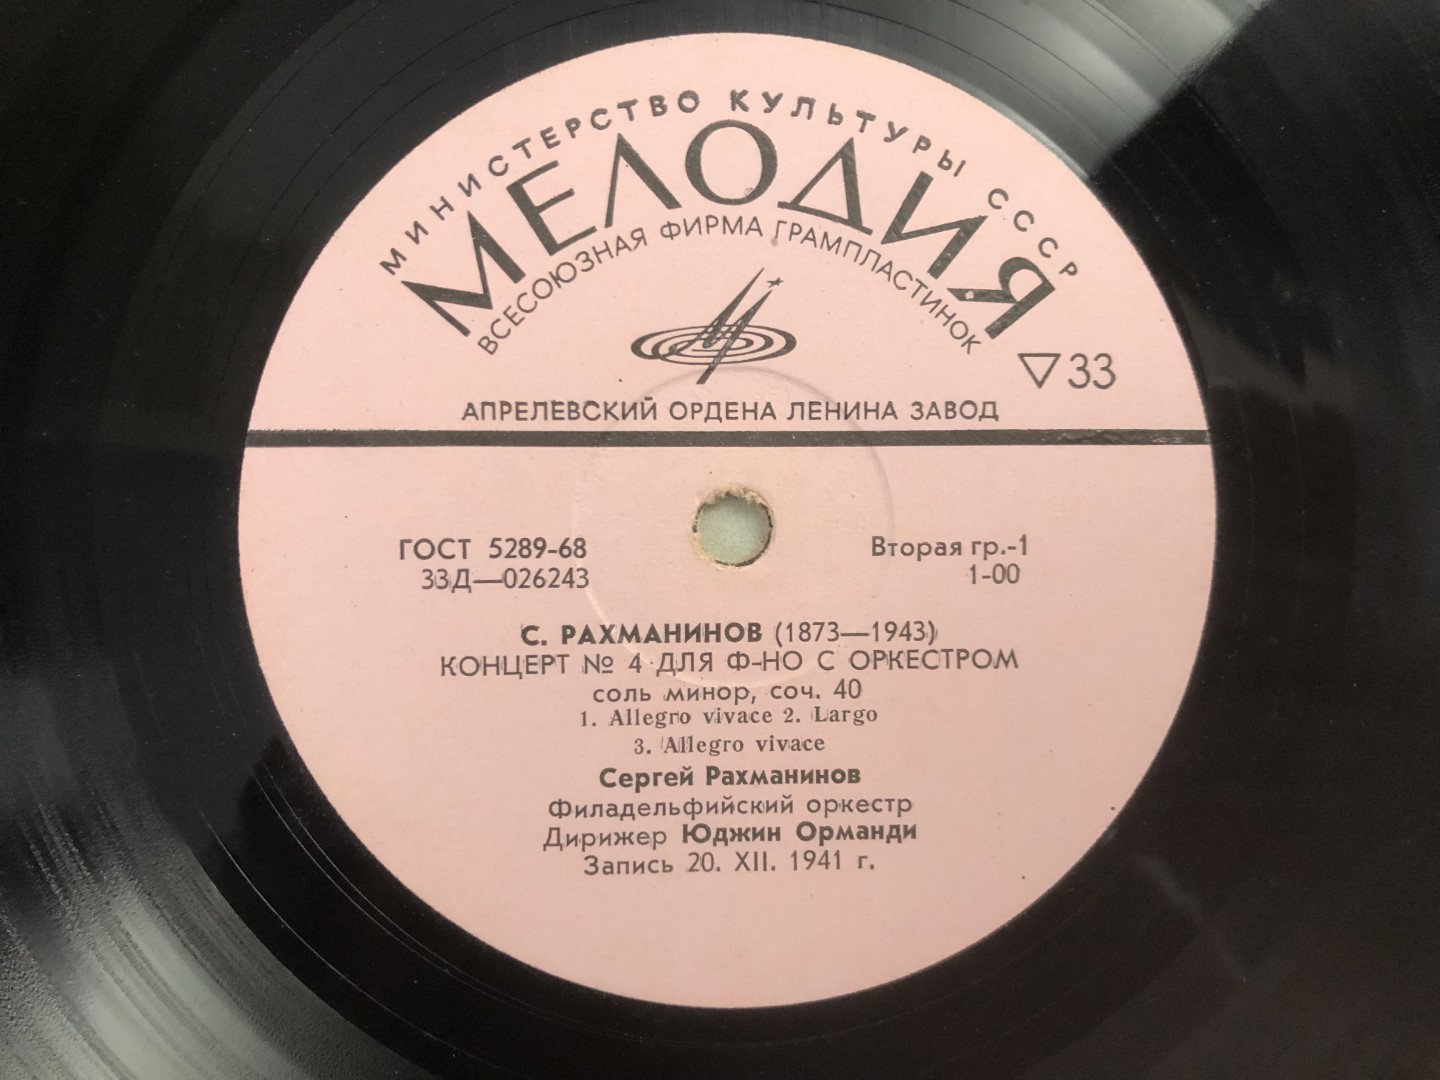 МИНИСТЕРСТВО КУЛЬТУРЫ СССР
МЕЛОДИЯ
ВСЕСОЮЗНАЯ ФИРМА ГРАМПЛАСТИНОК
▽33
АПРЕЛЕВСКИЙ ОРДЕНА ЛЕНИНА ЗАВОД
ГОСТ 5289-68 Вторая гр.-1
33Д—026243 1-00
С. РАХМАНИНОВ (1873—1943)
КОНЦЕРТ № 4 ДЛЯ Ф-НО С ОРКЕСТРОМ
соль минор, соч. 40
1. Allegro vivace 2. Largo
3. Allegro vivace
Сергей Рахманинов
Филадельфийский оркестр
Дирижер Юджин Орманди
Запись 20. XII. 1941 г.